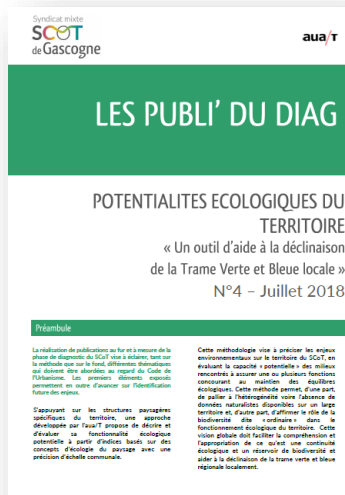 Syndicat mixte
SCOT
de Gascogne
aua/T
LES PUBLI’ DU DIAG
POTENTIALITES ECOLOGIQUES DU
TERRITOIRE
« Un outil d’aide à la déclinaison
de la Trame Verte et Bleue locale »
N°4 – Juillet 2018
Préambule
La réalisation de publications au fur et à mesure de la
phase de diagnostic du SCoT vise à éclairer, tant sur
la méthode que sur le fond, différentes thématiques
qui doivent être abordées au regard du Code de
l’Urbanisme. Les premiers éléments exposés
permettent en outre d’avancer sur l’identification
future des enjeux.
S’appuyant sur les structures paysagères
spécifiques du territoire, une approche
développée par l’aua/T propose de décrire et
d’évaluer sa fonctionnalité écologique
potentielle à partir d’indices basés sur des
concepts d’écologie du paysage avec une
précision d’échelle communale.
Cette méthodologie vise à préciser les enjeux
environnementaux sur le territoire du SCoT, en
évaluant la capacité « potentielle » des milieux
rencontrés à assurer une ou plusieurs fonctions
concourant au maintien des équilibres
écologiques. Cette méthode permet, d’une part,
de palier à l’hétérogénéité voire l’absence de
données naturalistes disponibles sur un large
territoire et, d’autre part, d’affirmer le rôle de la
biodiversité dite « ordinaire » dans le
fonctionnement écologique du territoire. Cette
vision globale doit faciliter la compréhension et
l’appropriation de ce qu’est une continuité
écologique et un réservoir de biodiversité et
aider à la déclinaison de la trame verte et bleue
régionale localement.